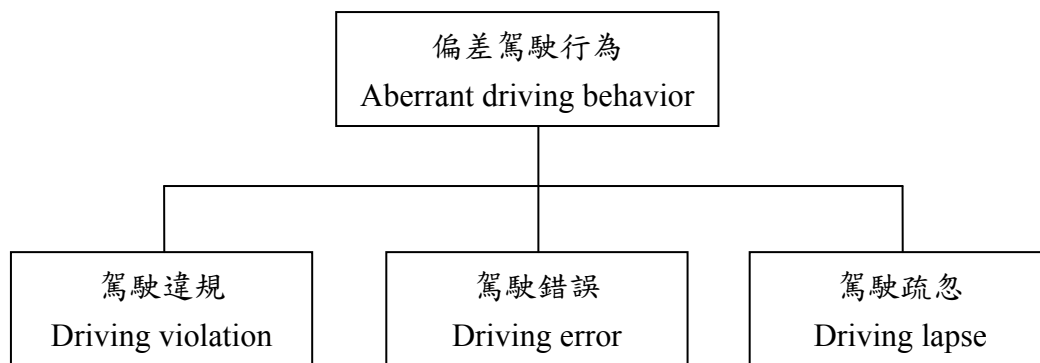 偏差駕駛行為
Aberrant driving behavior
駕駛違規
Driving violation
駕駛錯誤
Driving error
駕駛疏忽
Driving lapse